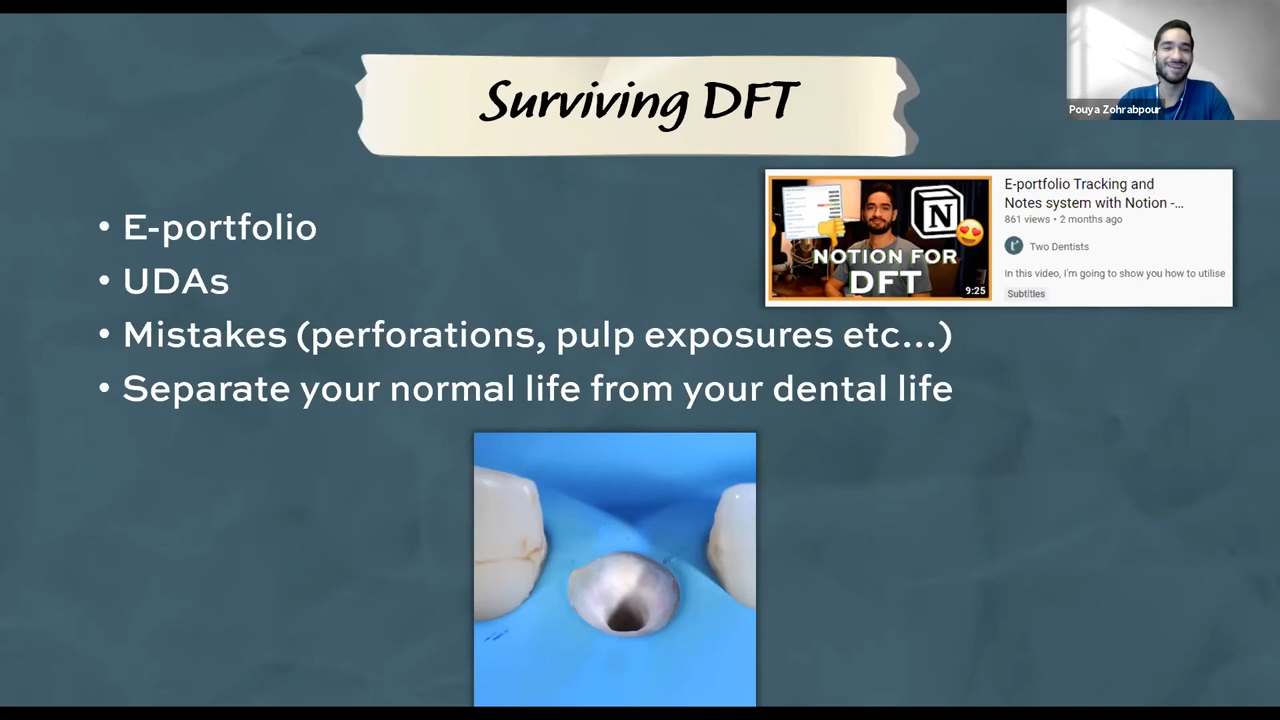 Surviving DFT
Pouya Zohrabpour
• E-portfolio
• UDAs
• Mistakes (perforations, pulp exposures etc...)
• Separate your normal life from your dental life
NOTION FOR
DFT
9:25
E-portfolio Tracking and
Notes system with Notion -...
861 views • 2 months ago
Two Dentists
In this video, I'm going to show you how to utilise
Subtitles